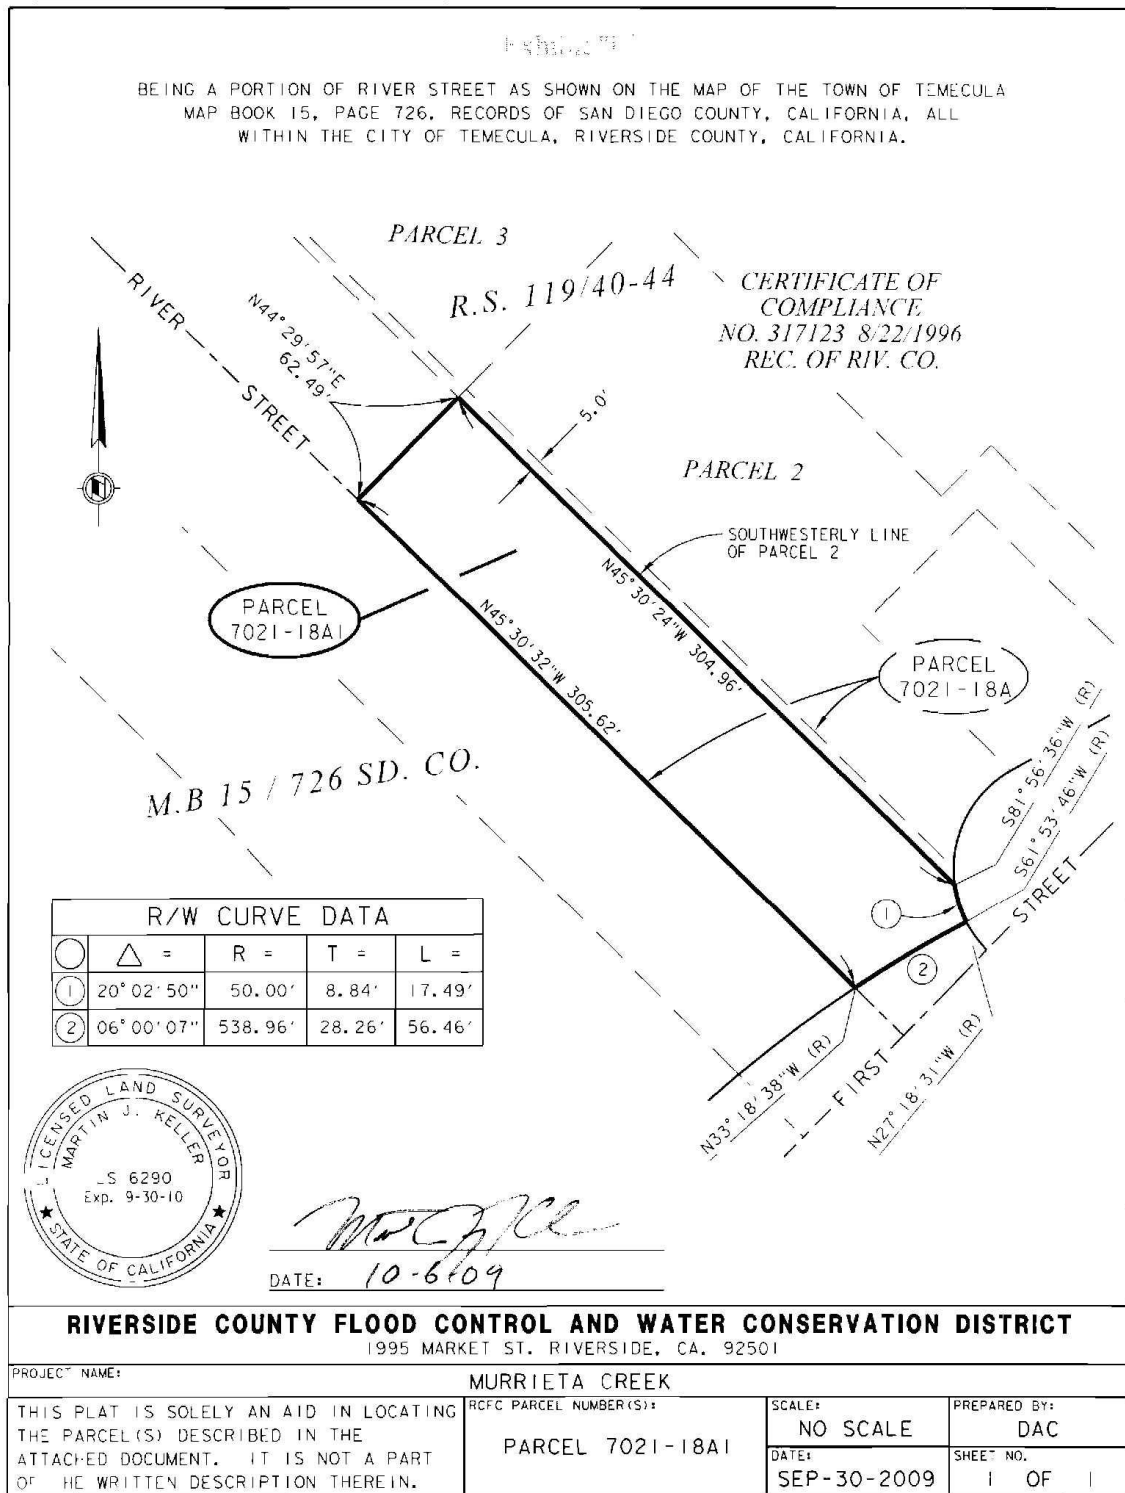 BEING A PORTION OF RIVER STREET AS SHOWN ON THE MAP OF THE TOWN OF TEMECULA
MAP BOOK 15, PAGE 726, RECORDS OF SAN DIEGO COUNTY, CALIFORNIA, ALL
WITHIN THE CITY OF TEMECULA, RIVERSIDE COUNTY, CALIFORNIA.
PARCEL 3
R.S. 119/40-44
CERTIFICATE OF
COMPLIANCE
NO. 317123 8/22/1996
REC. OF RIV. CO.
RIVER STREET
N44°29'57"E
62.49'
5.0'
PARCEL 2
SOUTHWESTERLY LINE
OF PARCEL 2
N45°30'24"W 304.96'
PARCEL
7021-18A1
N45°30'32"W 305.62'
PARCEL
7021-18A
S81°56'36"W (R)
S61°53'46"W (R)
M.B 15 / 726 SD. CO.
1
2
FIRST STREET
N33°18'38"W (R)
N27°18'31"W (R)
R/W CURVE DATA
△ = R = T = L =
1 20°02'50" 50.00' 8.84' 17.49'
2 06°00'07" 538.96' 28.26' 56.46'
LICENSED LAND SURVEYOR
MARTIN J. KELLER
LS 6290
Exp. 9-30-10
STATE OF CALIFORNIA
DATE: 10-6-09
RIVERSIDE COUNTY FLOOD CONTROL AND WATER CONSERVATION DISTRICT
1995 MARKET ST. RIVERSIDE, CA. 92501
PROJECT NAME:
MURRIETA CREEK
THIS PLAT IS SOLELY AN AID IN LOCATING
THE PARCEL(S) DESCRIBED IN THE
ATTACHED DOCUMENT. IT IS NOT A PART
OF THE WRITTEN DESCRIPTION THEREIN.
RCFC PARCEL NUMBER(S):
PARCEL 7021-18A1
SCALE:
NO SCALE
PREPARED BY:
DAC
DATE:
SEP-30-2009
SHEET NO.
1 OF 1